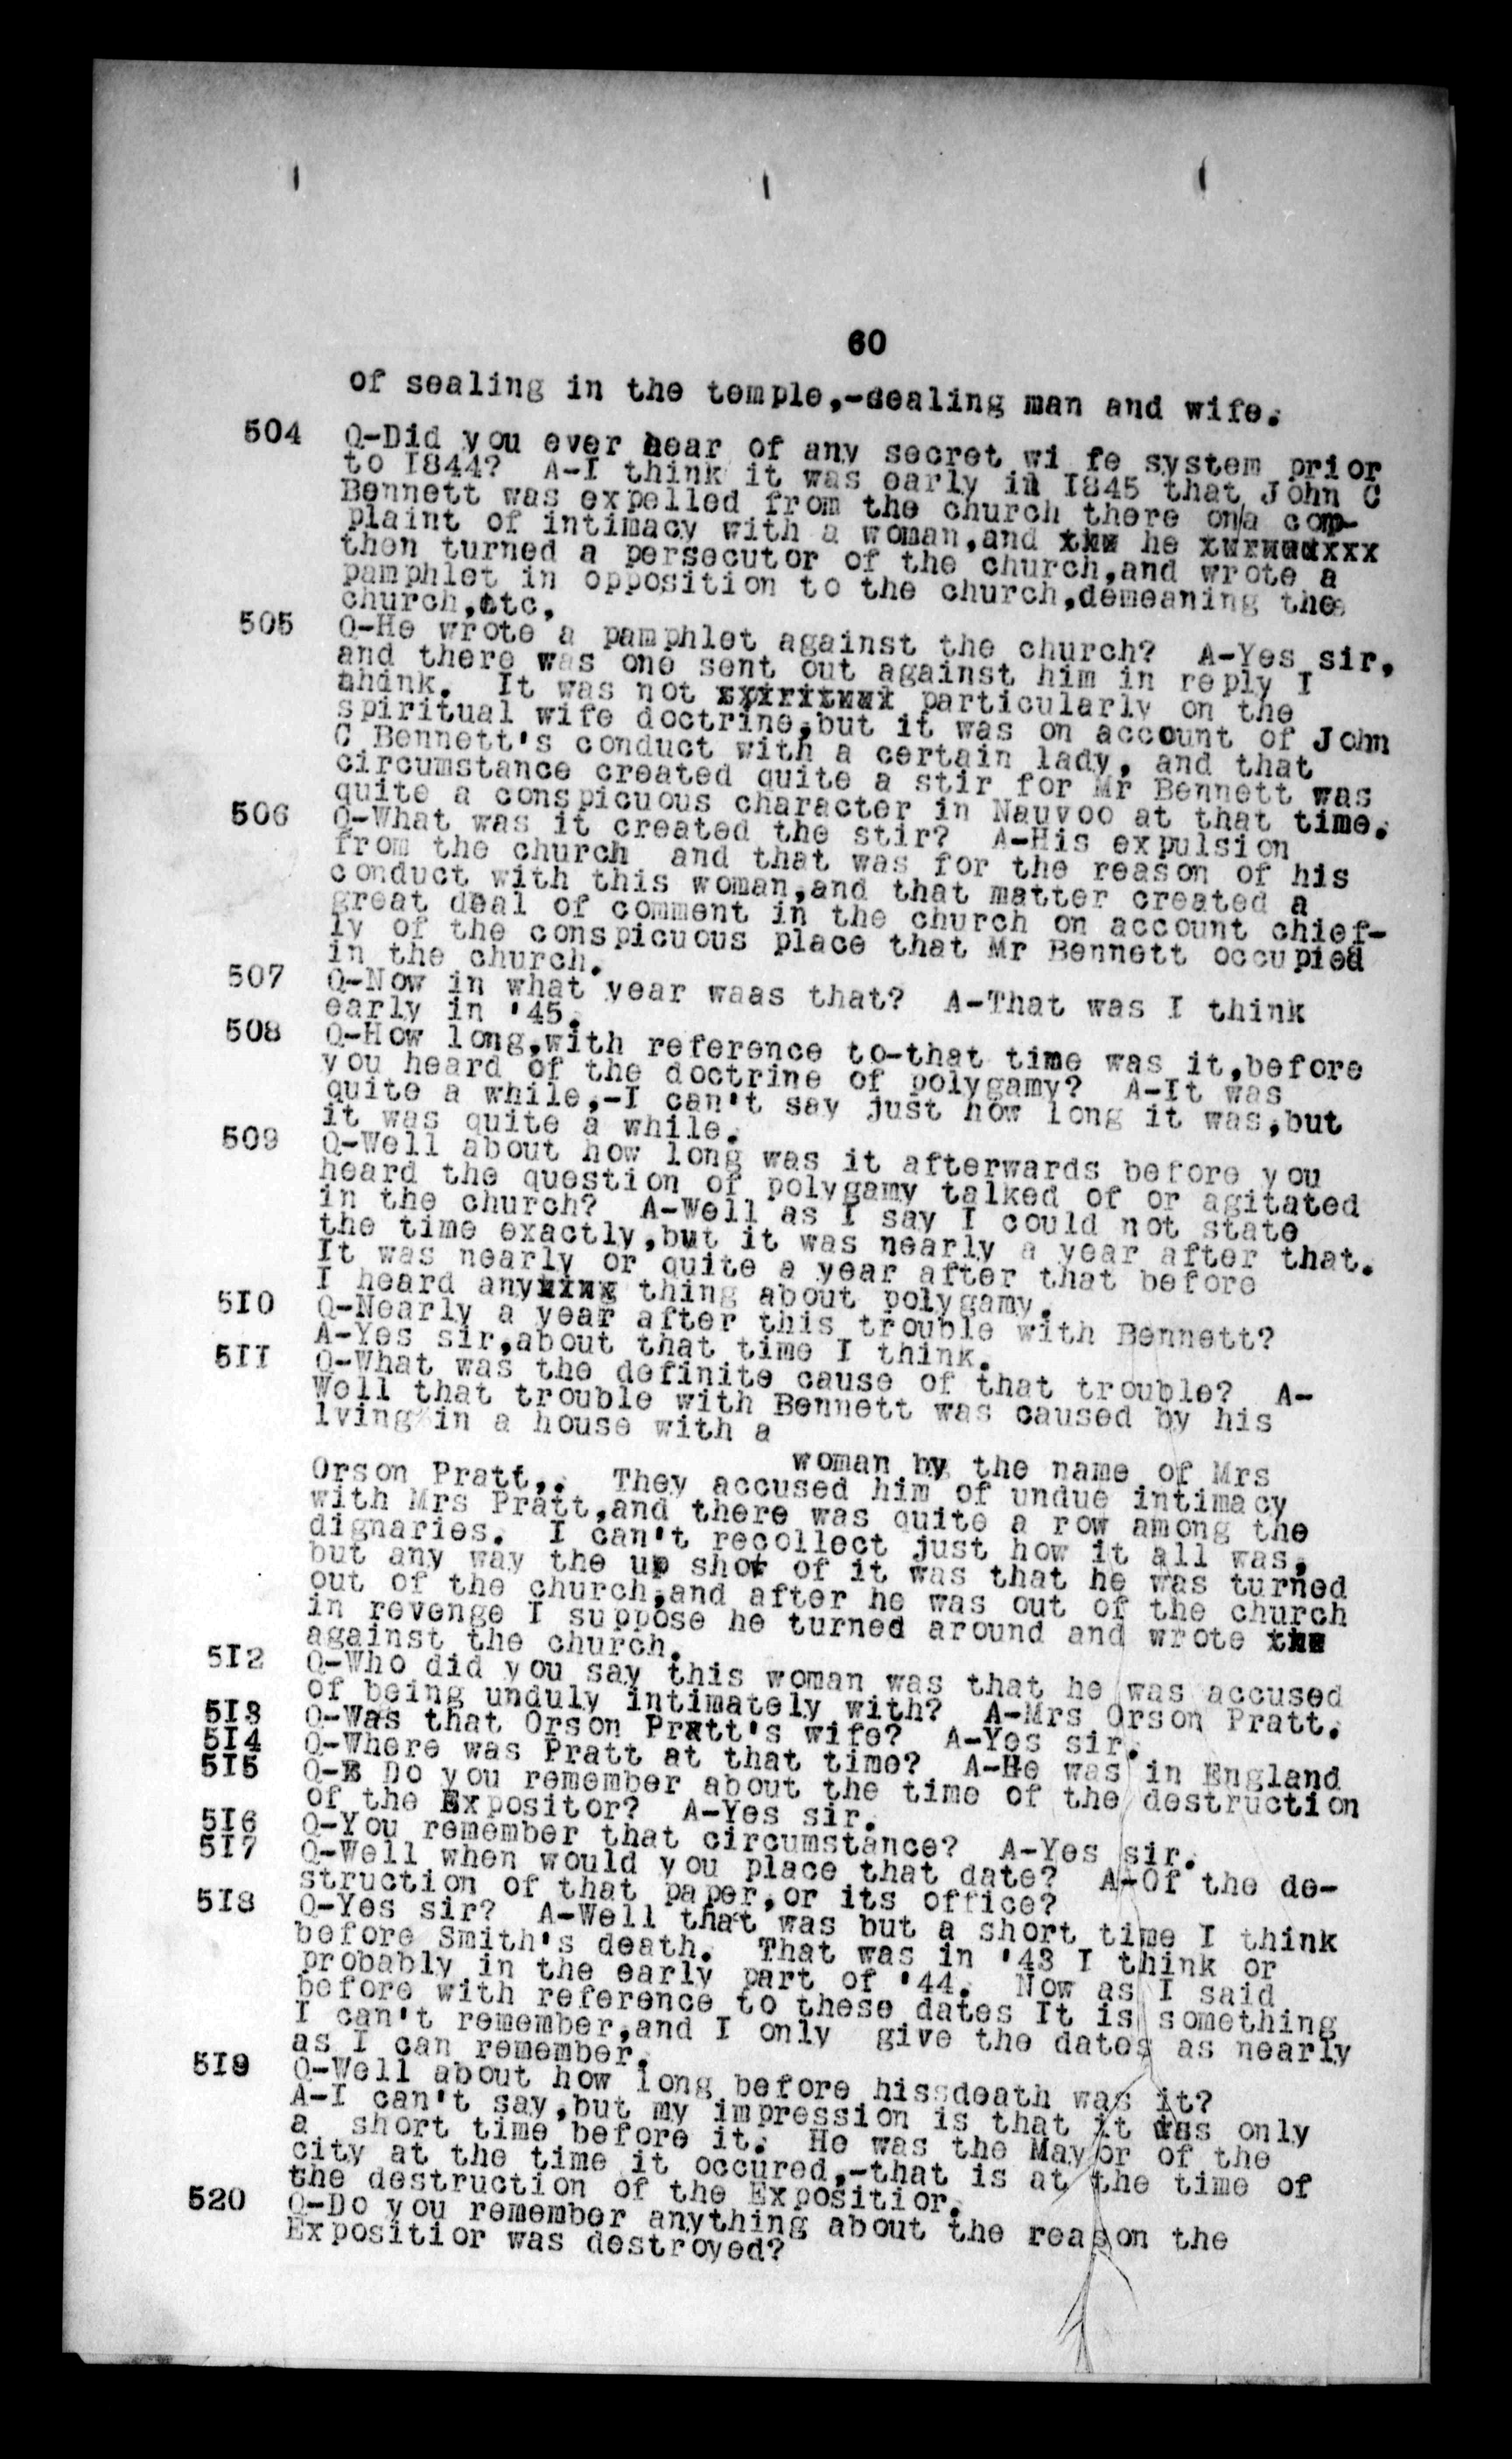 60
of sealing in the temple,-sealing man and wife.
504 Q-Did you ever hear of any secret wi fe system prior
to I844? A-I think it was early in I845 that John C
Bennett was expelled from the church there on/a com-
plaint of intimacy with a woman,and xxx he xxxxxxxxx
then turned a persecutor of the church,and wrote a
pamphlet in opposition to the church,demeaning the
church,etc.
505 Q-He wrote a pamphlet against the church? A-Yes sir,
and there was one sent out against him in reply I
think. It was not spiritual particularly on the
spiritual wife doctrine,but it was on account of John
C Bennett's conduct with a certain lady, and that
circumstance created quite a stir for Mr Bennett was
quite a conspicuous character in Nauvoo at that time.
506 Q-What was it created the stir? A-His expulsion
from the church and that was for the reason of his
conduct with this woman,and that matter created a
great deal of comment in the church on account chief-
ly of the conspicuous place that Mr Bennett occupied
in the church.
507 Q-Now in what year waas that? A-That was I think
early in '45.
508 Q-How long,with reference to-that time was it,before
you heard of the doctrine of polygamy? A-It was
quite a while,-I can't say just how long it was,but
it was quite a while.
509 Q-Well about how long was it afterwards before you
heard the question of polygamy talked of or agitated
in the church? A-Well as I say I could not state
the time exactly,but it was nearly a year after that.
It was nearly or quite a year after that before
I heard anyxxxx thing about polygamy.
5I0 Q-Nearly a year after this trouble with Bennett?
A-Yes sir,about that time I think.
5II Q-What was the definite cause of that trouble? A-
Well that trouble with Bennett was caused by his
lving in a house with a
woman by the name of Mrs
Orson Pratt,. They accused him of undue intimacy
with Mrs Pratt,and there was quite a row among the
dignaries. I can't recollect just how it all was,
but any way the up shot of it was that he was turned
out of the church,and after he was out of the church
in revenge I suppose he turned around and wrote the
against the church.
5I2 Q-Who did you say this woman was that he was accused
of being unduly intimately with? A-Mrs Orson Pratt.
5I3 Q-Was that Orson Pratt's wife? A-Yes sir.
5I4 Q-Where was Pratt at that time? A-He was in England
5I5 Q-E Do you remember about the time of the destruction
of the Expositor? A-Yes sir.
5I6 Q-You remember that circumstance? A-Yes sir.
5I7 Q-Well when would you place that date? A-Of the de-
struction of that paper,or its office?
5I8 Q-Yes sir? A-Well that was but a short time I think
before Smith's death. That was in '43 I think or
probably in the early part of '44. Now as I said
before with reference to these dates It is something
I can't remember,and I only give the dates as nearly
as I can remember.
5I9 Q-Well about how long before hissdeath was it?
A-I can't say,but my impression is that it was only
a short time before it. He was the Mayor of the
city at the time it occured,-that is at the time of
the destruction of the Expositior.
520 Q-Do you remember anything about the reason the
Expositior was destroyed?